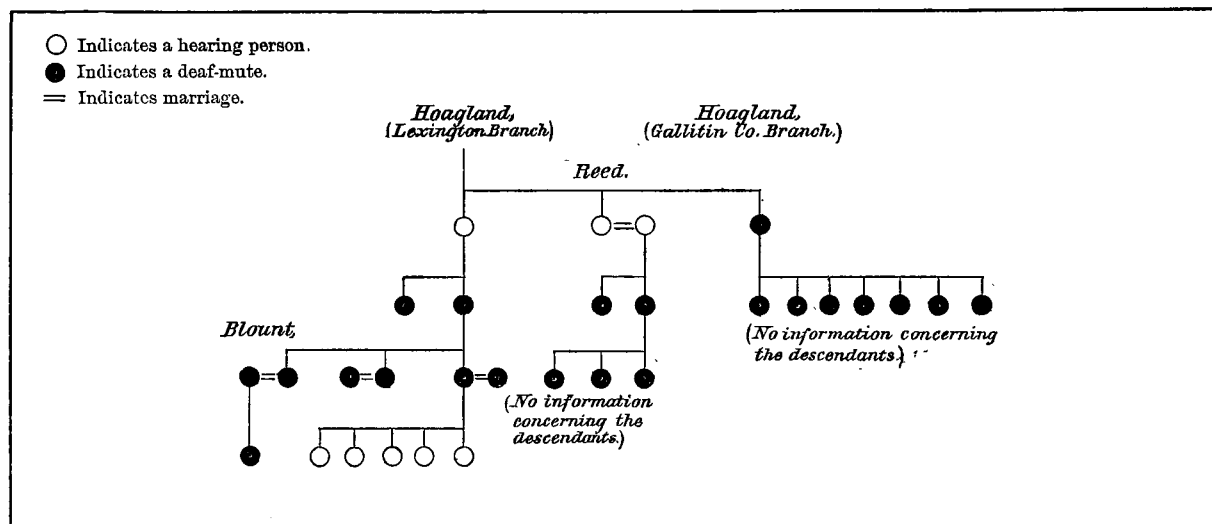 Indicates a hearing person.
Indicates a deaf-mute.
= Indicates marriage.
Hoagland,
(Lexington Branch)
Hoagland,
(Gallitin Co. Branch.)
Reed.
Blount,
(No information concerning
the descendants.)
(No information
concerning the
descendants.)